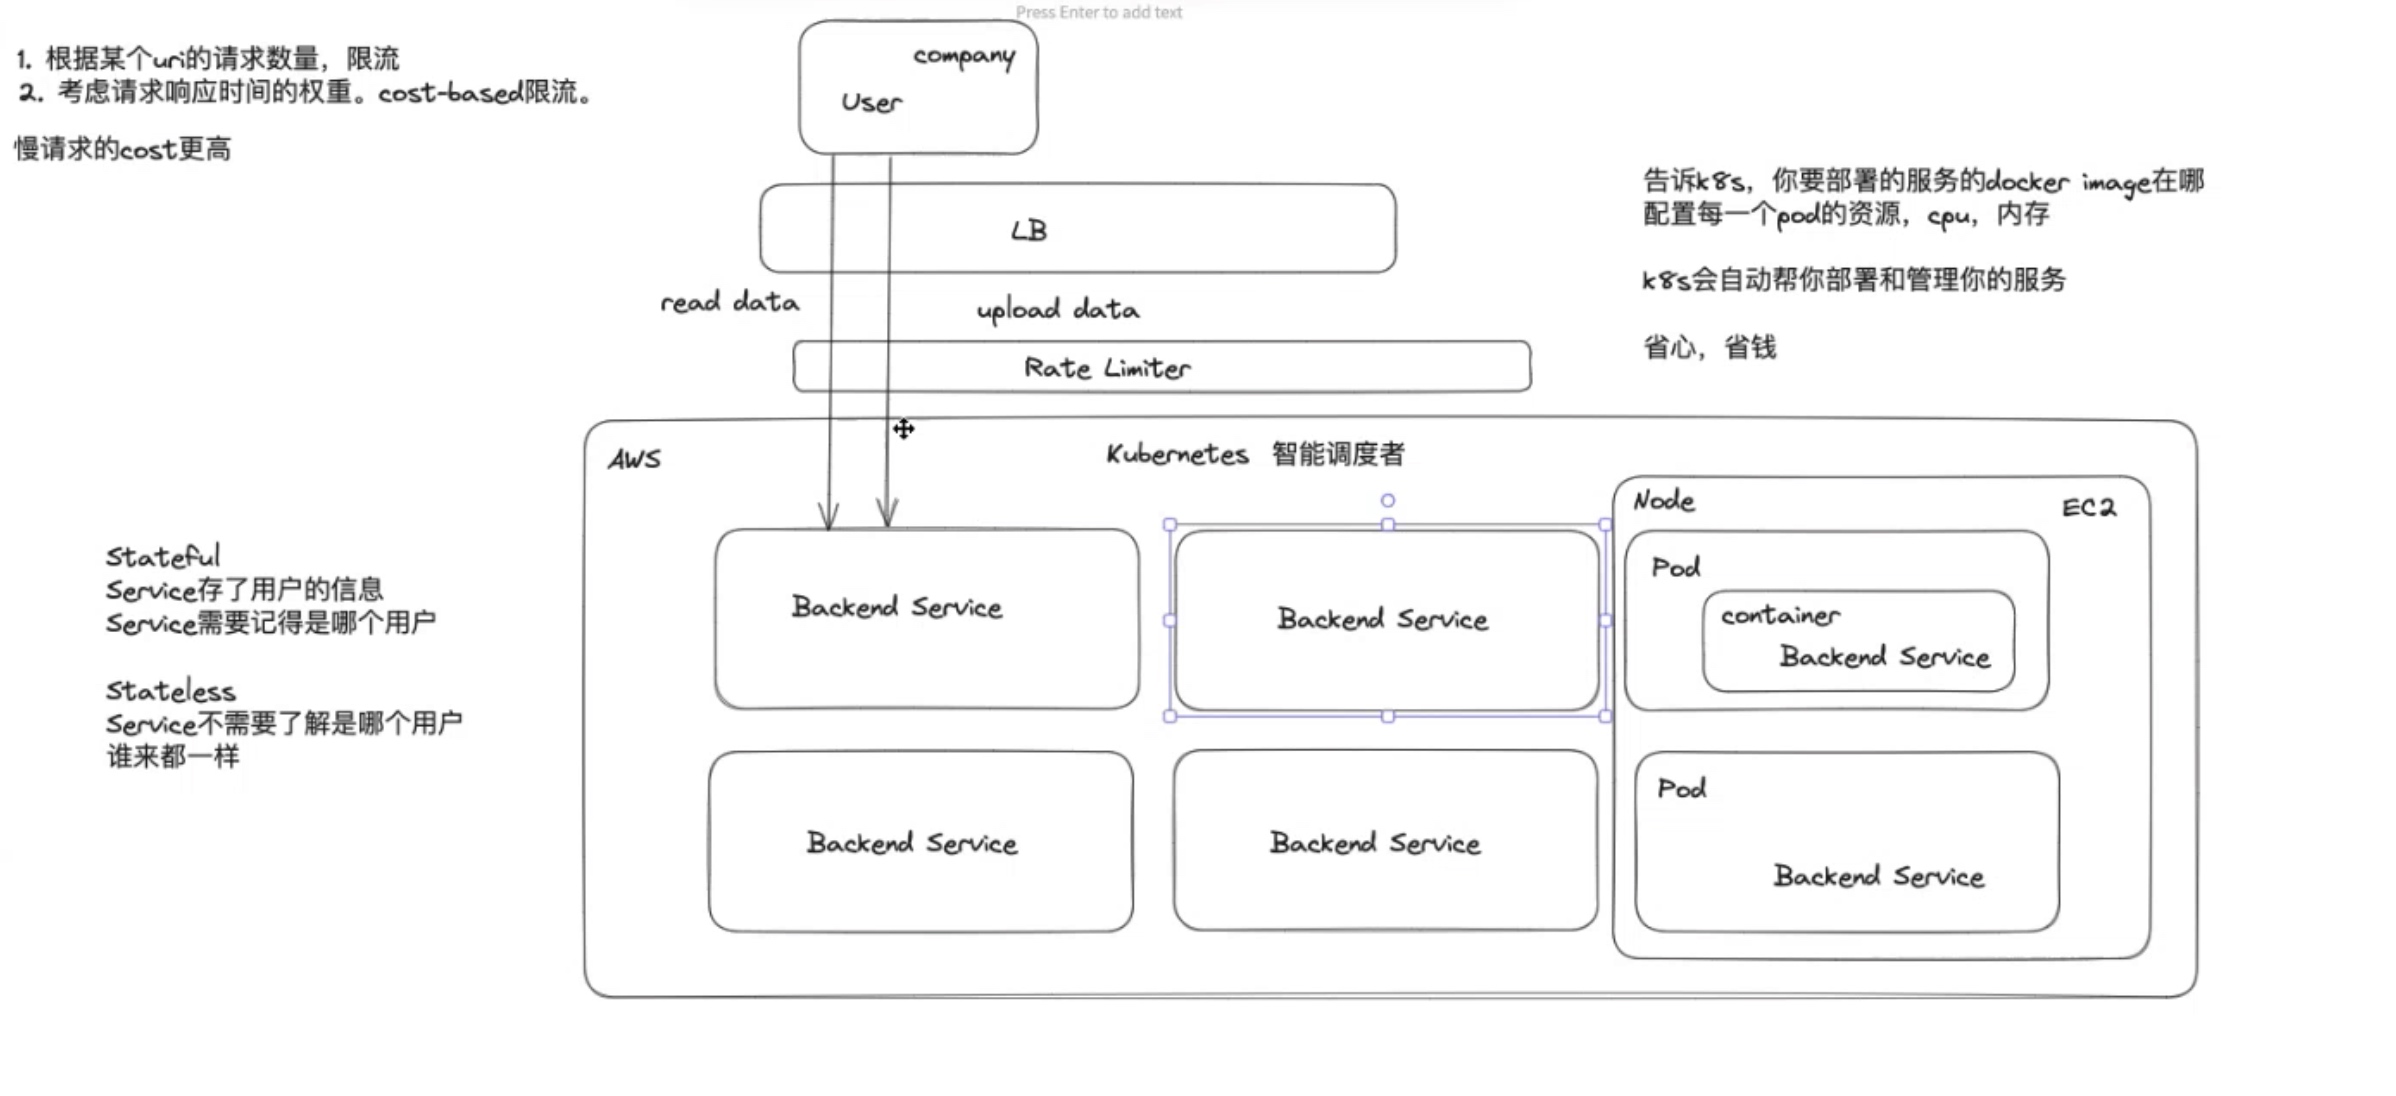 Press Enter to add text
1. 根据某个uri的请求数量，限流
2. 考虑请求响应时间的权重。cost-based限流。
慢请求的cost更高
company
User
LB
read data
upload data
Rate Limiter
告诉k8s，你要部署的服务的docker image在哪
配置每一个pod的资源，cpu，内存
k8s会自动帮你部署和管理你的服务
省心，省钱
AWS
Kubernetes 智能调度者
Node
EC2
Backend Service
Backend Service
Pod
container
Backend Service
Backend Service
Backend Service
Pod
Backend Service
Stateful
Service存了用户的信息
Service需要记得是哪个用户
Stateless
Service不需要了解是哪个用户
谁来都一样